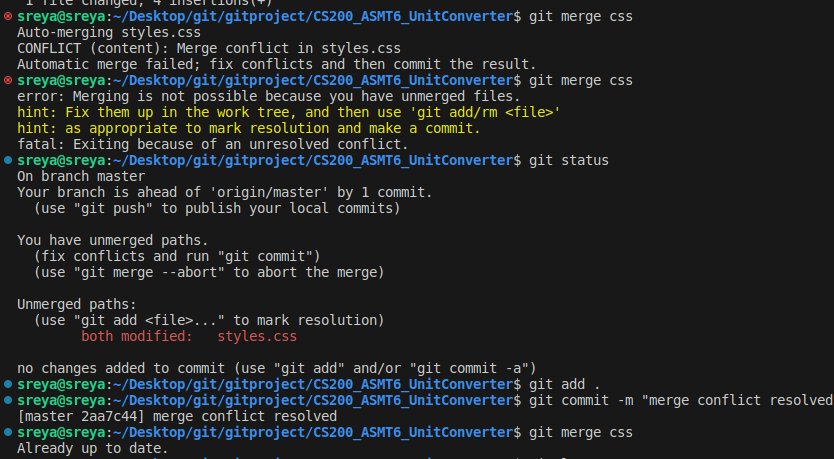 1 file changed, 4 insertions(+)
sreya@sreya:~/Desktop/git/gitproject/CS200_ASMT6_UnitConverter$ git merge css
Auto-merging styles.css
CONFLICT (content): Merge conflict in styles.css
Automatic merge failed; fix conflicts and then commit the result.
sreya@sreya:~/Desktop/git/gitproject/CS200_ASMT6_UnitConverter$ git merge css
error: Merging is not possible because you have unmerged files.
hint: Fix them up in the work tree, and then use 'git add/rm <file>'
hint: as appropriate to mark resolution and make a commit.
fatal: Exiting because of an unresolved conflict.
sreya@sreya:~/Desktop/git/gitproject/CS200_ASMT6_UnitConverter$ git status
On branch master
Your branch is ahead of 'origin/master' by 1 commit.
  (use "git push" to publish your local commits)

You have unmerged paths.
  (fix conflicts and run "git commit")
  (use "git merge --abort" to abort the merge)

Unmerged paths:
  (use "git add <file>..." to mark resolution)
        both modified:   styles.css

no changes added to commit (use "git add" and/or "git commit -a")
sreya@sreya:~/Desktop/git/gitproject/CS200_ASMT6_UnitConverter$ git add .
sreya@sreya:~/Desktop/git/gitproject/CS200_ASMT6_UnitConverter$ git commit -m "merge conflict resolved
[master 2aa7c44] merge conflict resolved
sreya@sreya:~/Desktop/git/gitproject/CS200_ASMT6_UnitConverter$ git merge css
Already up to date.